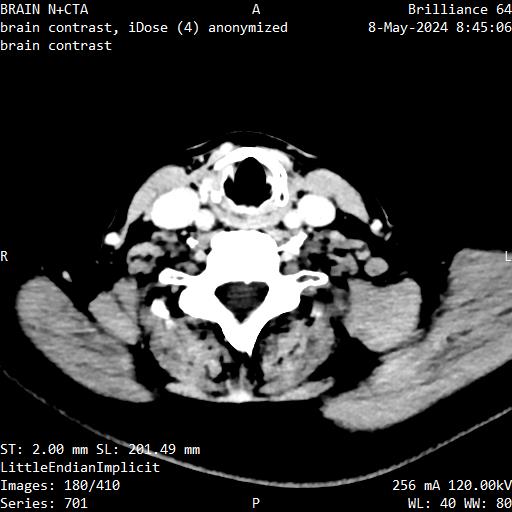 BRAIN N+CTA
A
Brilliance 64
brain contrast, iDose (4) anonymized
8-May-2024 8:45:06
brain contrast
R
L
ST: 2.00 mm SL: 201.49 mm
LittleEndianImplicit
Images: 180/410
256 mA 120.00kV
Series: 701
P
WL: 40 WW: 80